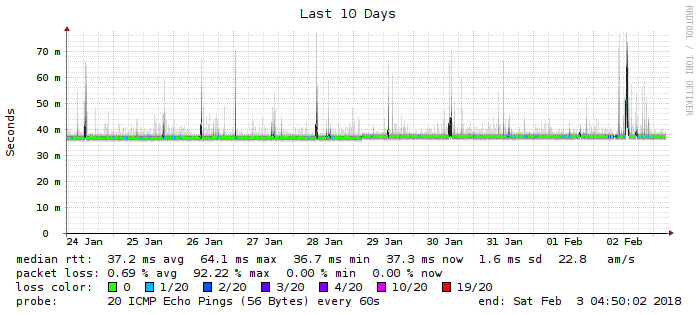 Last 10 Days
RRDTOOL / TOBI OETIKER
Seconds
70 m
60 m
50 m
40 m
30 m
20 m
10 m
0
24 Jan 25 Jan 26 Jan 27 Jan 28 Jan 29 Jan 30 Jan 31 Jan 01 Feb 02 Feb
median rtt: 37.2 ms avg 64.1 ms max 36.7 ms min 37.3 ms now 1.6 ms sd 22.8 am/s
packet loss: 0.69 % avg 92.22 % max 0.00 % min 0.00 % now
loss color: 0 1/20 2/20 3/20 4/20 10/20 19/20
probe: 20 ICMP Echo Pings (56 Bytes) every 60s end: Sat Feb 3 04:50:02 2018